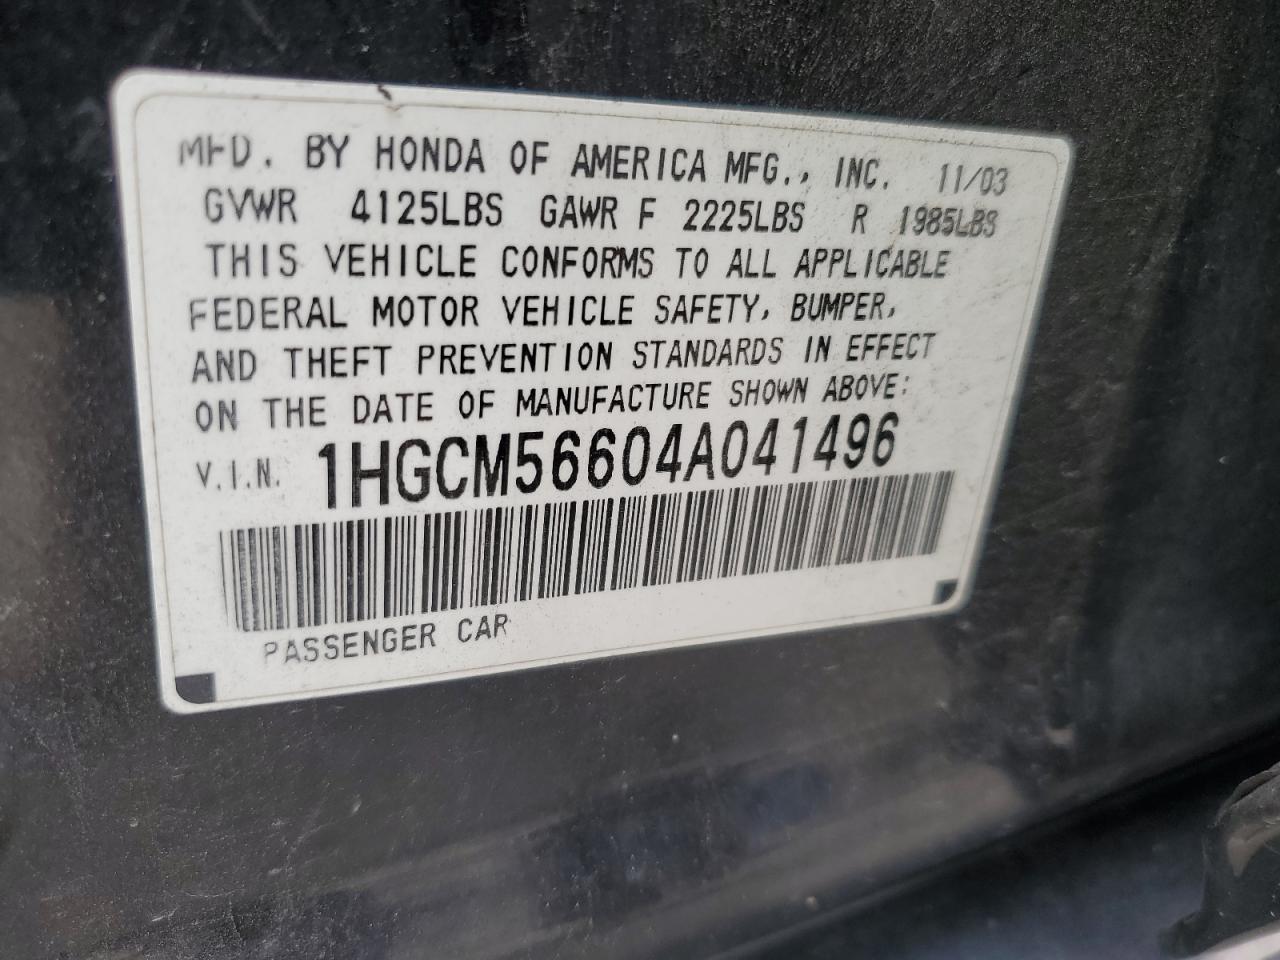 MFD. BY HONDA OF AMERICA MFG., INC. 11/03
GVWR 4125LBS GAWR F 2225LBS R 1985LBS
THIS VEHICLE CONFORMS TO ALL APPLICABLE
FEDERAL MOTOR VEHICLE SAFETY, BUMPER,
AND THEFT PREVENTION STANDARDS IN EFFECT
ON THE DATE OF MANUFACTURE SHOWN ABOVE:
V.I.N. 1HGCM56604A041496
PASSENGER CAR